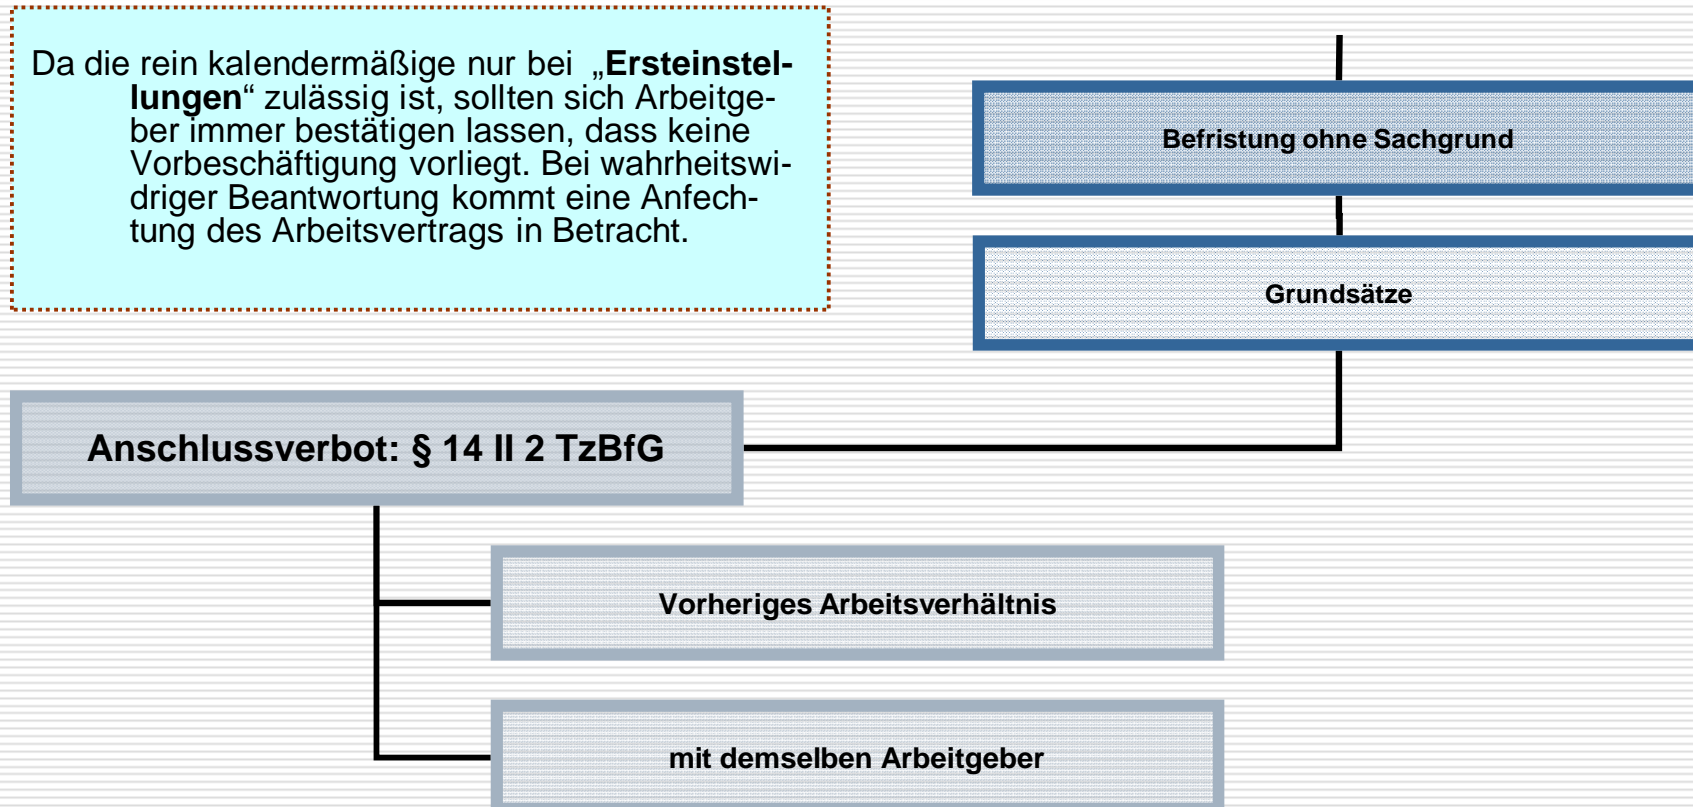 Da die rein kalendermäßige nur bei „Ersteinstel-
lungen“ zulässig ist, sollten sich Arbeitge-
ber immer bestätigen lassen, dass keine
Vorbeschäftigung vorliegt. Bei wahrheitswi-
driger Beantwortung kommt eine Anfech-
tung des Arbeitsvertrags in Betracht.
Befristung ohne Sachgrund
Grundsätze
Anschlussverbot: § 14 II 2 TzBfG
Vorheriges Arbeitsverhältnis
mit demselben Arbeitgeber